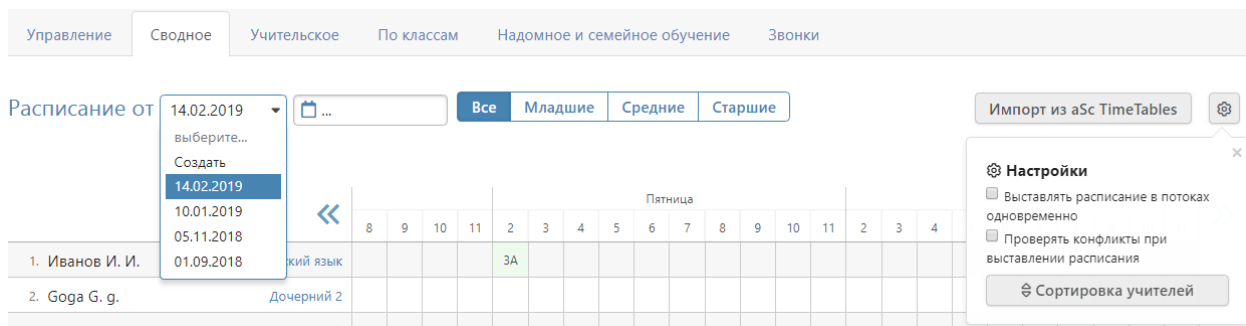 Управление Сводное Учительское По классам Надомное и семейное обучение Звонки
Расписание от 14.02.2019 ... Все Младшие Средние Старшие Импорт из aSc TimeTables
выберите...
Создать
14.02.2019
10.01.2019
05.11.2018
01.09.2018
×
Настройки
Выставлять расписание в потоках
одновременно
Проверять конфликты при
выставлении расписания
Сортировка учителей
Пятница
8 9 10 11 2 3 4 5 6 7 8 9 10 11 2 3 4
1. Иванов И. И. кий язык 3А
2. Goga G. g. Дочерний 2